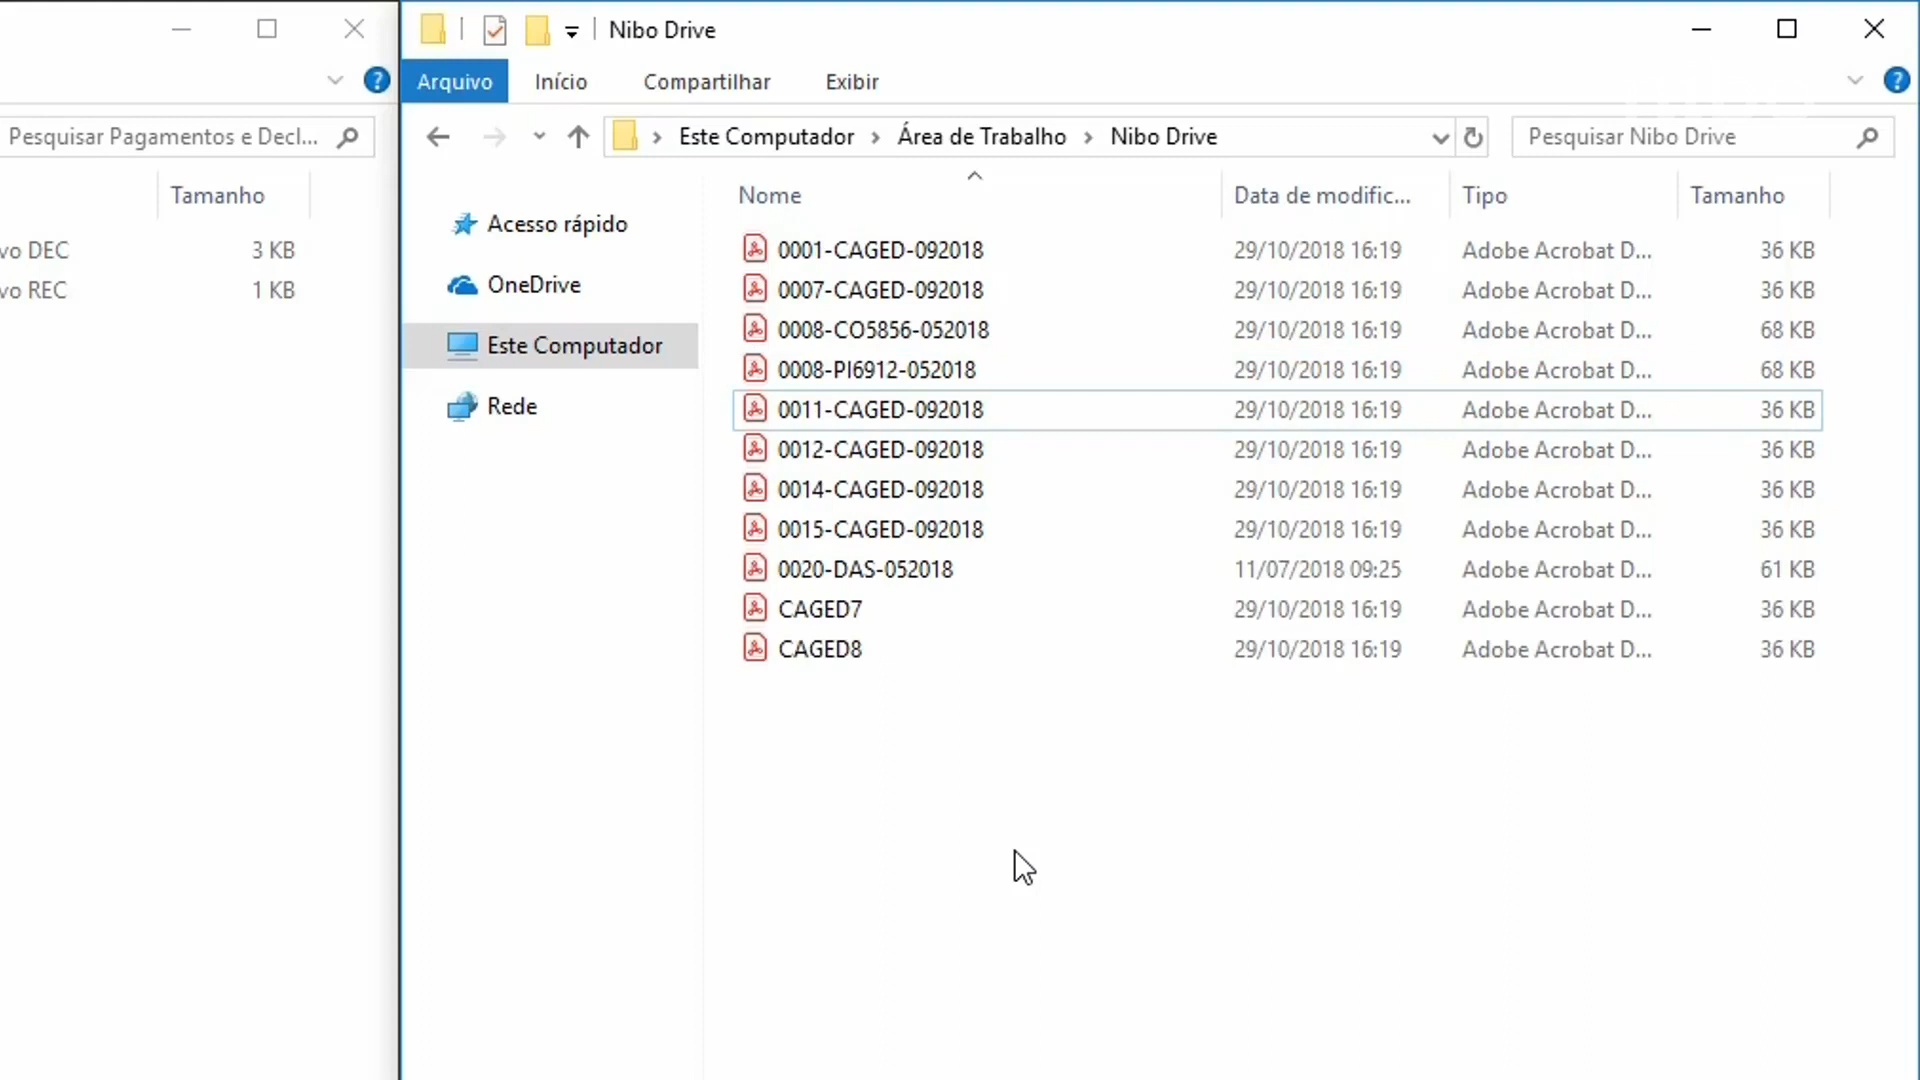 Nibo Drive
Arquivo Início Compartilhar Exibir
Pesquisar Pagamentos e Decl...
Este Computador Área de Trabalho Nibo Drive
Pesquisar Nibo Drive
Tamanho
vo DEC 3 KB
vo REC 1 KB
Acesso rápido
OneDrive
Este Computador
Rede
Nome Data de modific... Tipo Tamanho
0001-CAGED-092018 29/10/2018 16:19 Adobe Acrobat D... 36 KB
0007-CAGED-092018 29/10/2018 16:19 Adobe Acrobat D... 36 KB
0008-CO5856-052018 29/10/2018 16:19 Adobe Acrobat D... 68 KB
0008-PI6912-052018 29/10/2018 16:19 Adobe Acrobat D... 68 KB
0011-CAGED-092018 29/10/2018 16:19 Adobe Acrobat D... 36 KB
0012-CAGED-092018 29/10/2018 16:19 Adobe Acrobat D... 36 KB
0014-CAGED-092018 29/10/2018 16:19 Adobe Acrobat D... 36 KB
0015-CAGED-092018 29/10/2018 16:19 Adobe Acrobat D... 36 KB
0020-DAS-052018 11/07/2018 09:25 Adobe Acrobat D... 61 KB
CAGED7 29/10/2018 16:19 Adobe Acrobat D... 36 KB
CAGED8 29/10/2018 16:19 Adobe Acrobat D... 36 KB